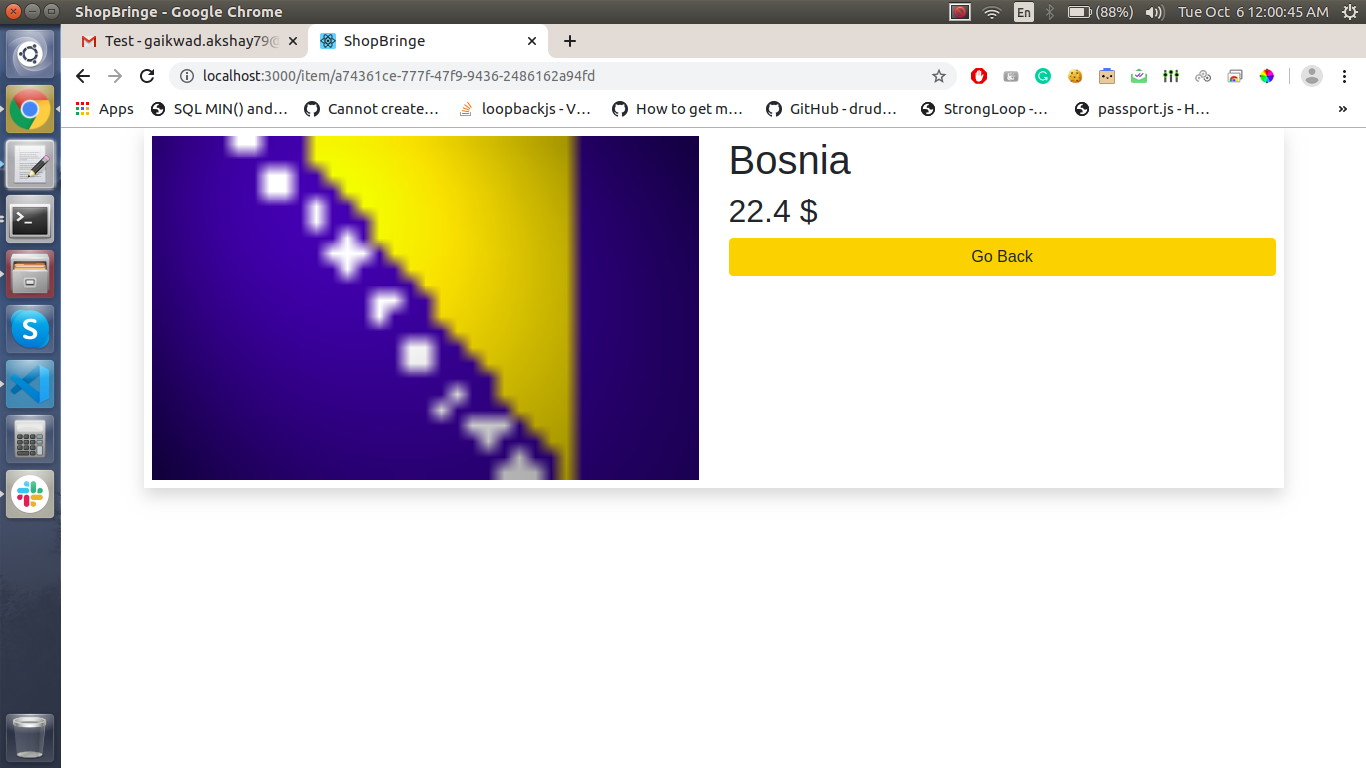 ShopBringe - Google Chrome
En
(88%)
Tue Oct 6 12:00:45 AM
Test - gaikwad.akshay79@
ShopBringe
localhost:3000/item/a74361ce-777f-47f9-9436-2486162a94fd
Apps
SQL MIN() and…
Cannot create…
loopbackjs - V…
How to get m…
GitHub - drud…
StrongLoop -…
passport.js - H…
»
Bosnia
22.4 $
Go Back
>_
S